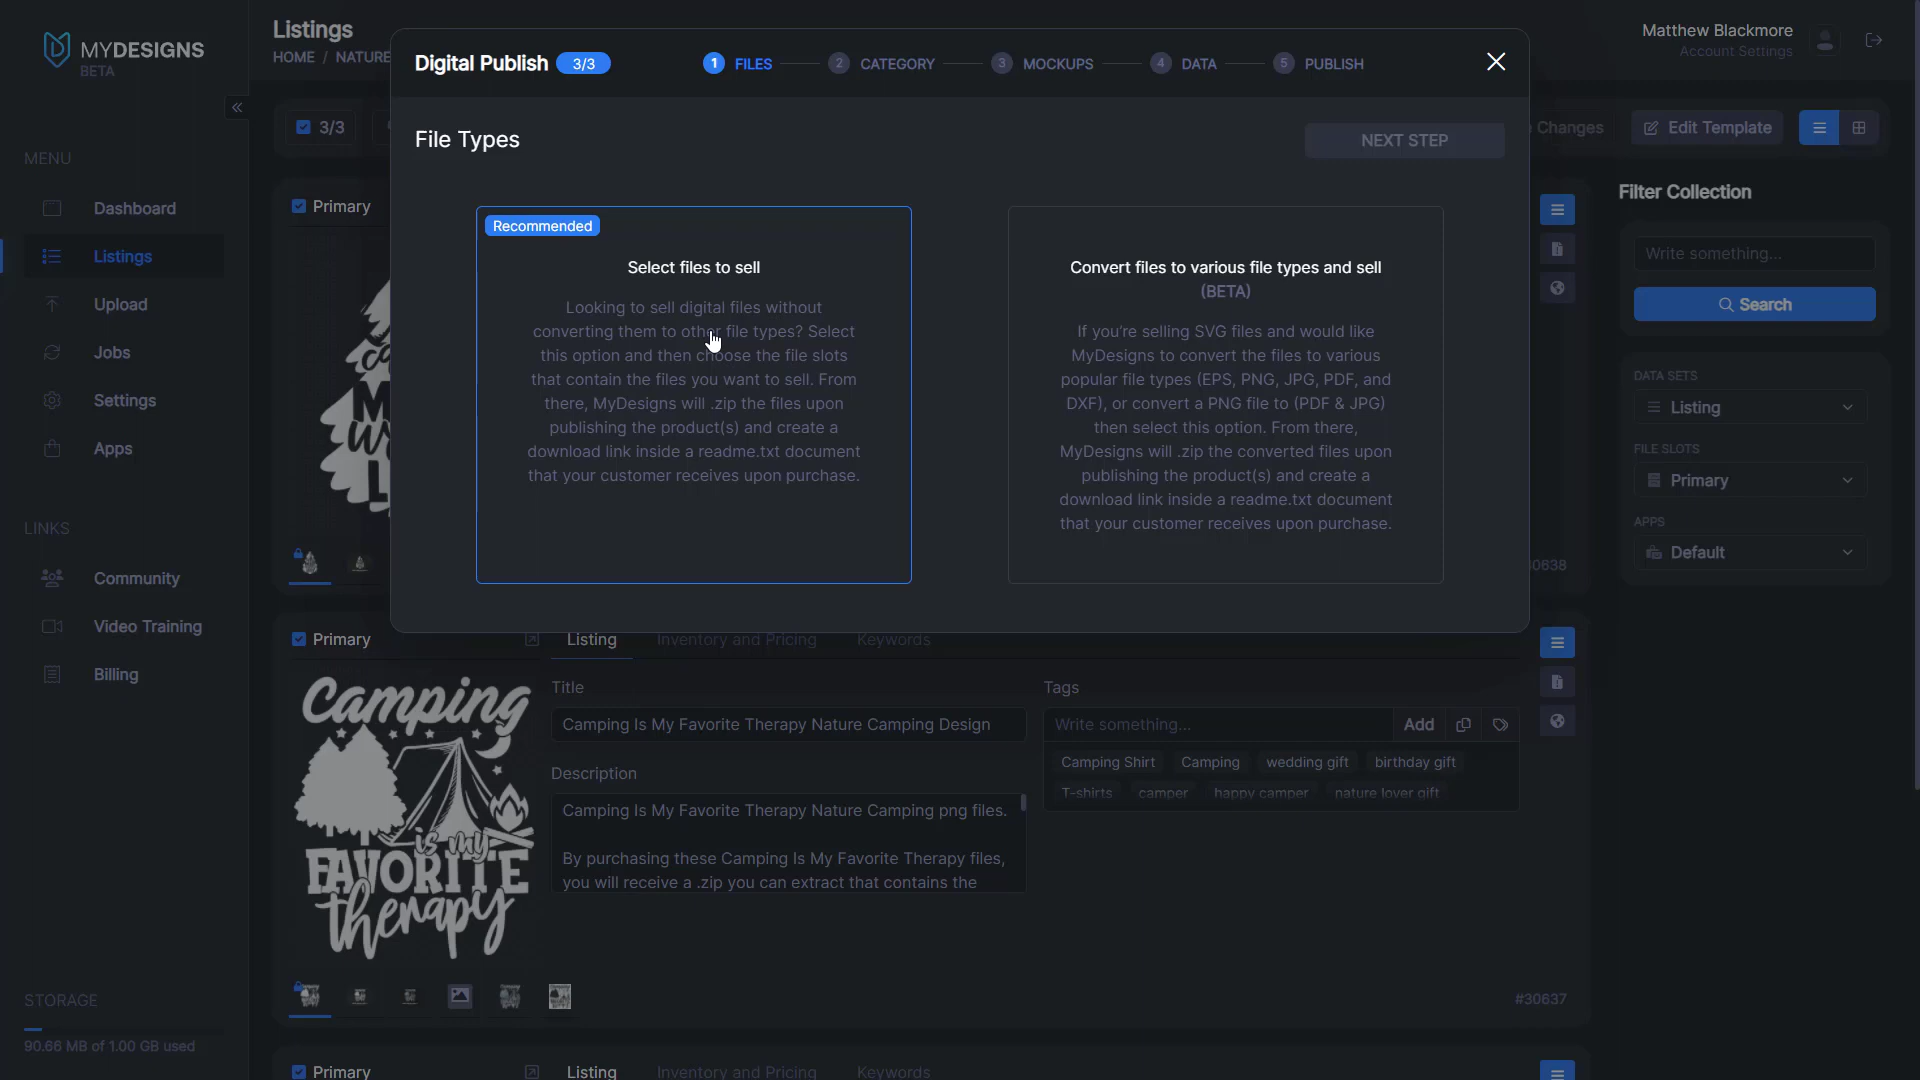 MYDESIGNS
BETA
MENU
Dashboard
Listings
Upload
Jobs
Settings
Apps
LINKS
Community
Video Training
Billing
STORAGE
90.66 MB of 1.00 GB used
Listings
HOME / NATURE
3/3
Primary
Digital Publish 3/3
1 FILES
2 CATEGORY
3 MOCKUPS
4 DATA
5 PUBLISH
File Types
NEXT STEP
Recommended
Select files to sell
Looking to sell digital files without
converting them to other file types? Select
this option and then choose the file slots
that contain the files you want to sell. From
there, MyDesigns will .zip the files upon
publishing the product(s) and create a
download link inside a readme.txt document
that your customer receives upon purchase.
Convert files to various file types and sell
(BETA)
If you're selling SVG files and would like
MyDesigns to convert the files to various
popular file types (EPS, PNG, JPG, PDF, and
DXF), or convert a PNG file to (PDF & JPG)
then select this option. From there,
MyDesigns will .zip the converted files upon
publishing the product(s) and create a
download link inside a readme.txt document
that your customer receives upon purchase.
Matthew Blackmore
Account Settings
Changes
Edit Template
Filter Collection
Write something...
Search
DATA SETS
Listing
FILE SLOTS
Primary
APPS
Default
Primary
Listing
Inventory and Pricing
Keywords
Camping
is my
FAVORITE
therapy
Title
Camping Is My Favorite Therapy Nature Camping Design
Description
Camping Is My Favorite Therapy Nature Camping png files.
By purchasing these Camping Is My Favorite Therapy files,
you will receive a .zip you can extract that contains the
Tags
Write something...
Add
Camping Shirt Camping wedding gift birthday gift
T-shirts camper happy camper nature lover gift
#30637
Primary
Listing
Inventory and Pricing
Keywords